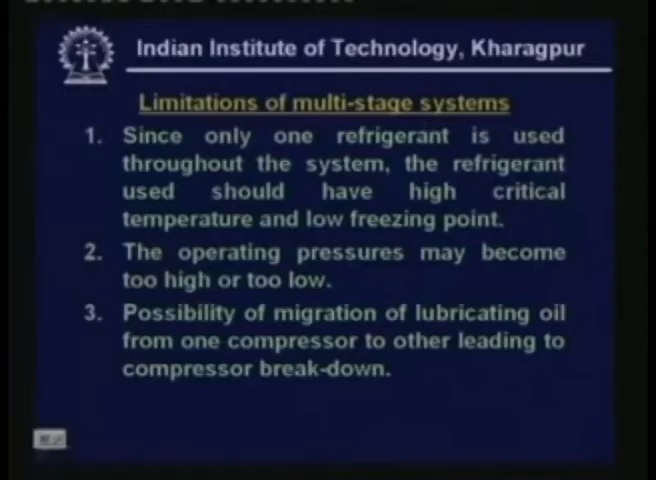 Indian Institute of Technology, Kharagpur
Limitations of multi-stage systems
1. Since only one refrigerant is used
throughout the system, the refrigerant
used should have high critical
temperature and low freezing point.
2. The operating pressures may become
too high or too low.
3. Possibility of migration of lubricating oil
from one compressor to other leading to
compressor break-down.